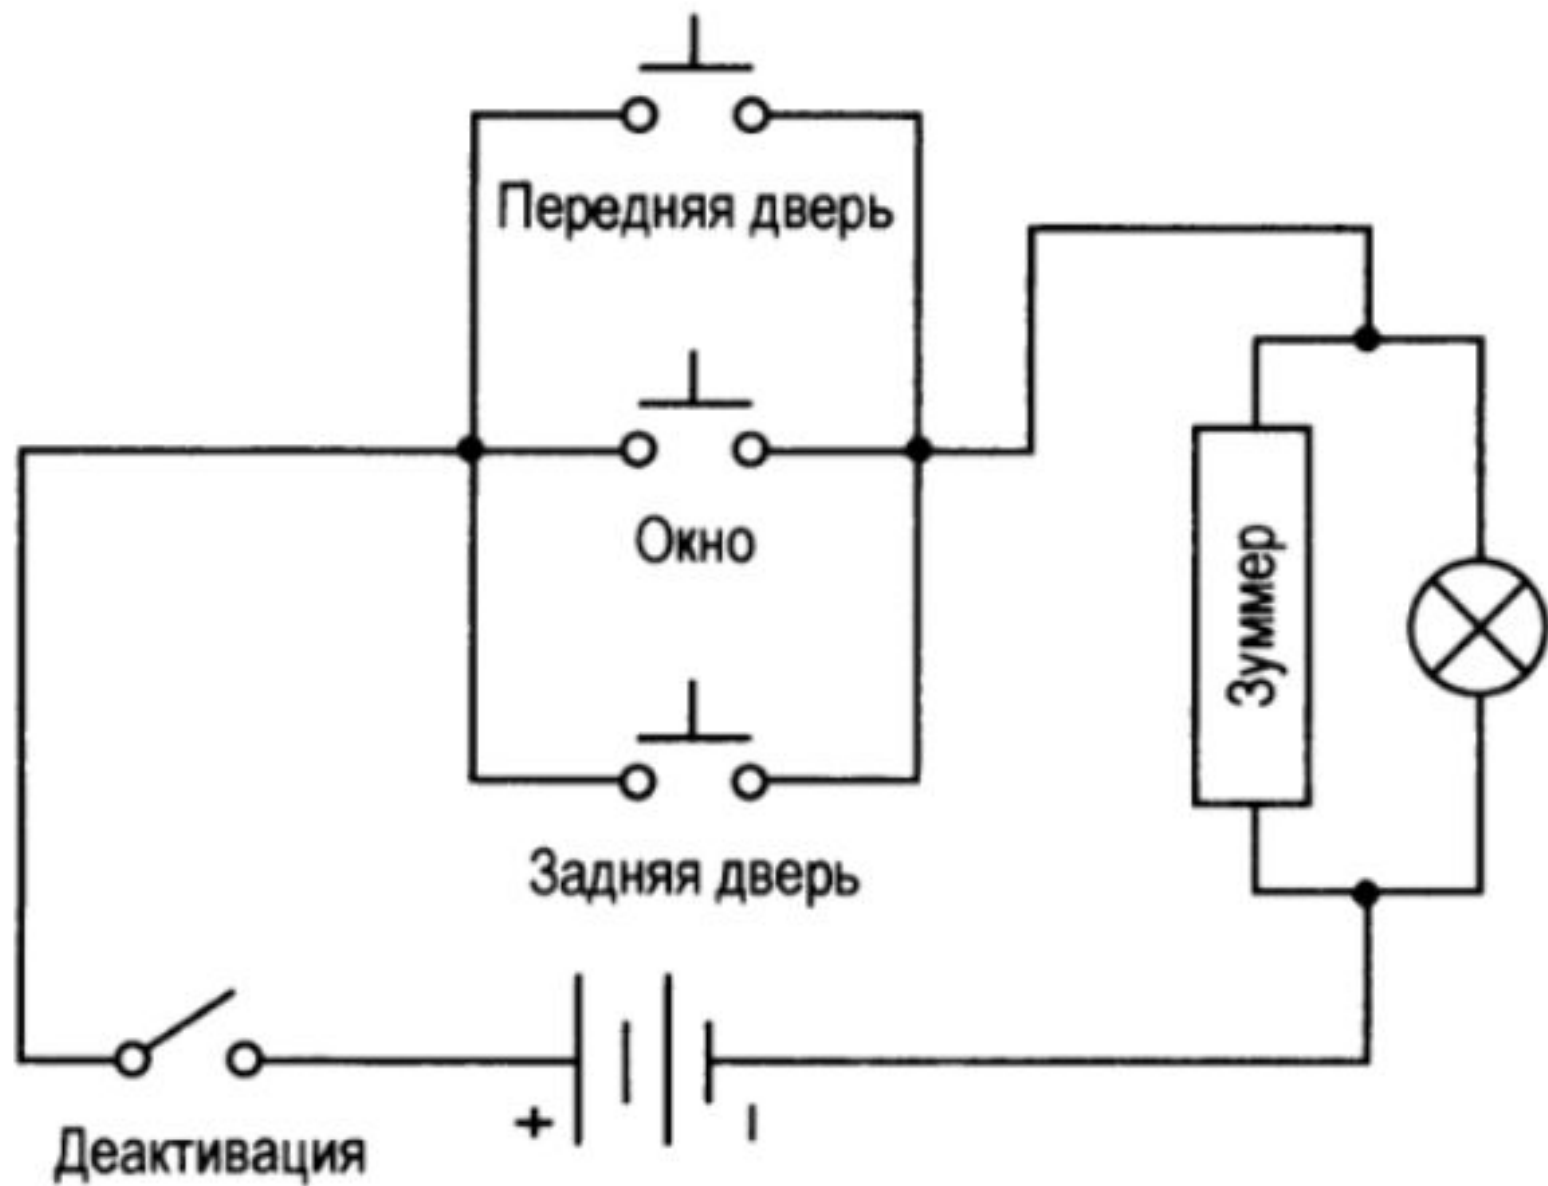 Передняя дверь
Окно
Зуммер
Задняя дверь
+ –
Деактивация